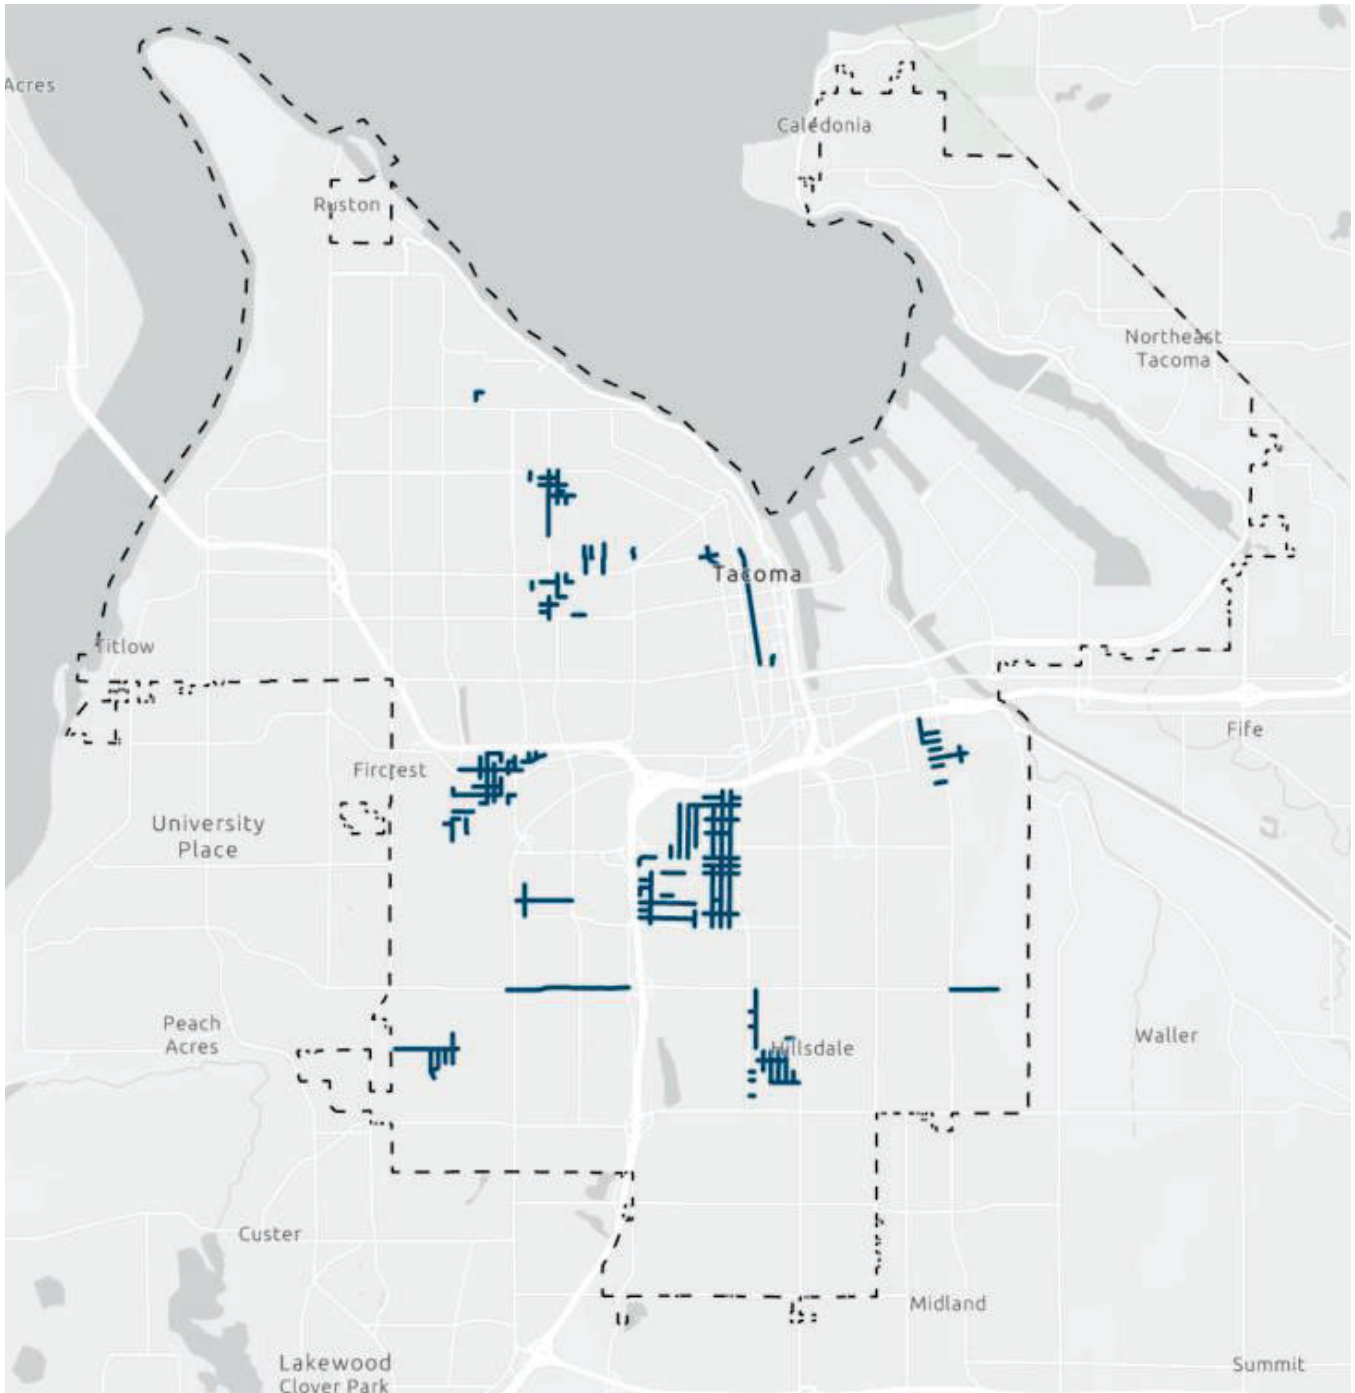 Acres
Caledonia
Ruston
Northeast
Tacoma
Tacoma
Titlow
Fife
Fircrest
University
Place
Peach
Acres
Hillsdale
Waller
Custer
Midland
Lakewood
Clover Park
Summit